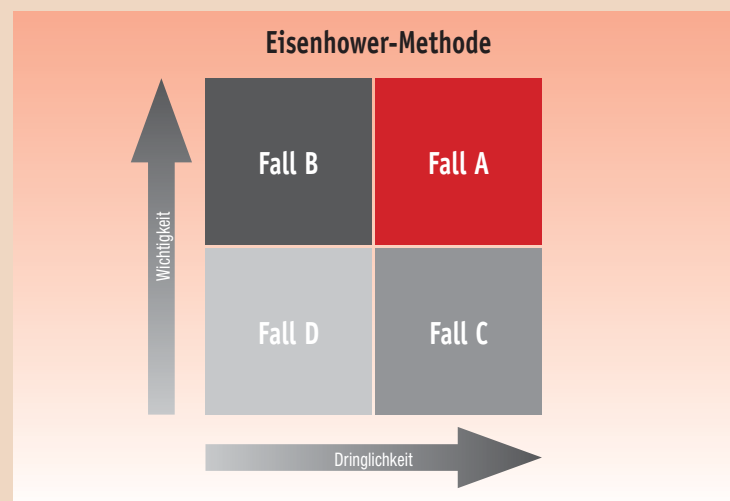 Eisenhower-Methode
Fall B
Fall A
Wichtigkeit
Fall D
Fall C
Dringlichkeit